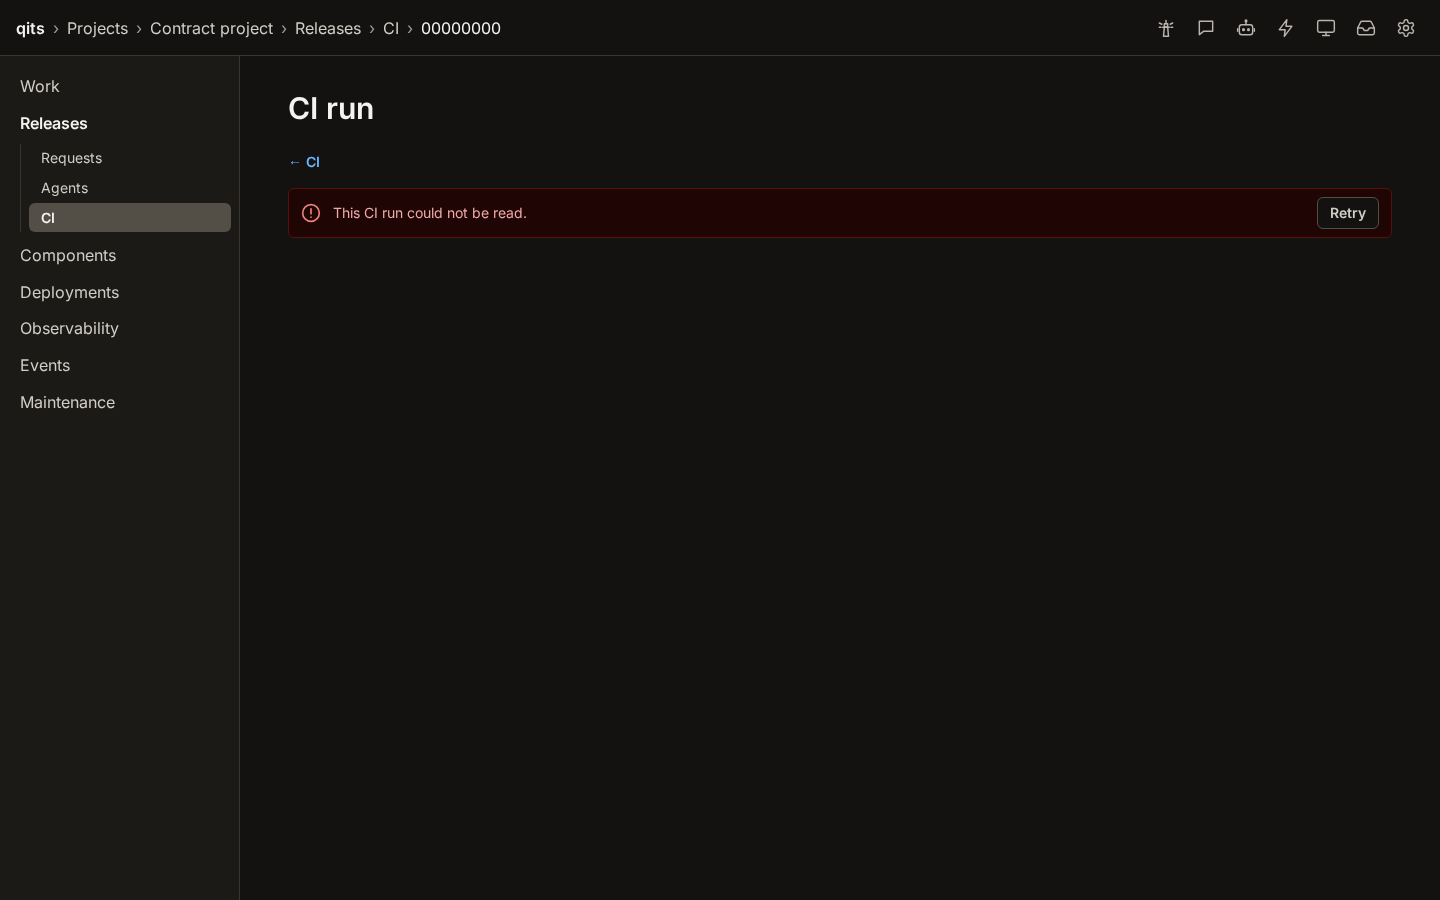 qits › Projects › Contract project › Releases › CI › 00000000
Work
Releases
Requests
Agents
CI
Components
Deployments
Observability
Events
Maintenance
CI run
← CI
This CI run could not be read.
Retry